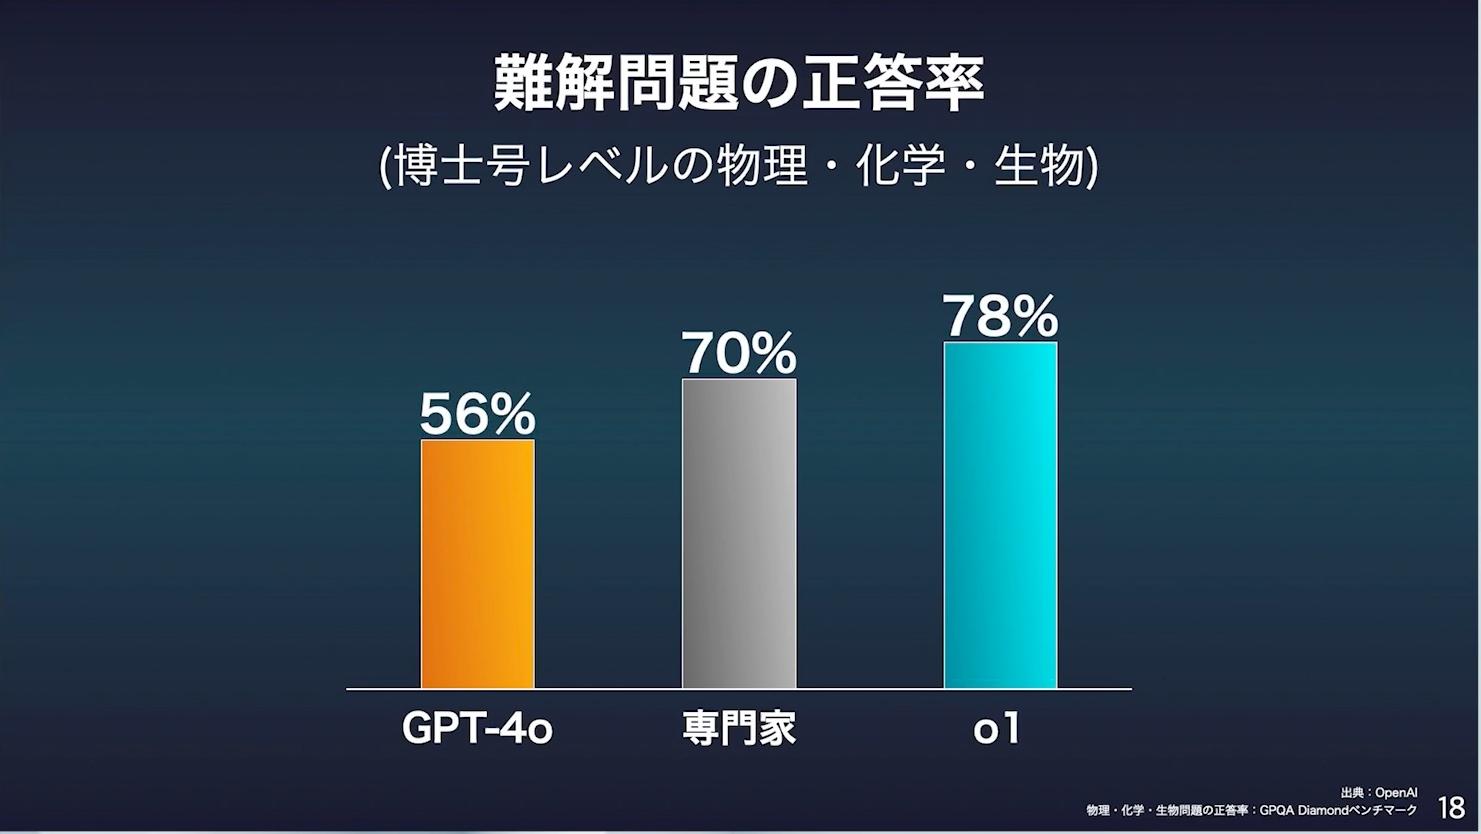 難解問題の正答率
(博士号レベルの物理・化学・生物)
56%
70%
78%
GPT-4o
専門家
o1
出典：OpenAI
物理・化学・生物問題の正答率：GPQA Diamondベンチマーク
18